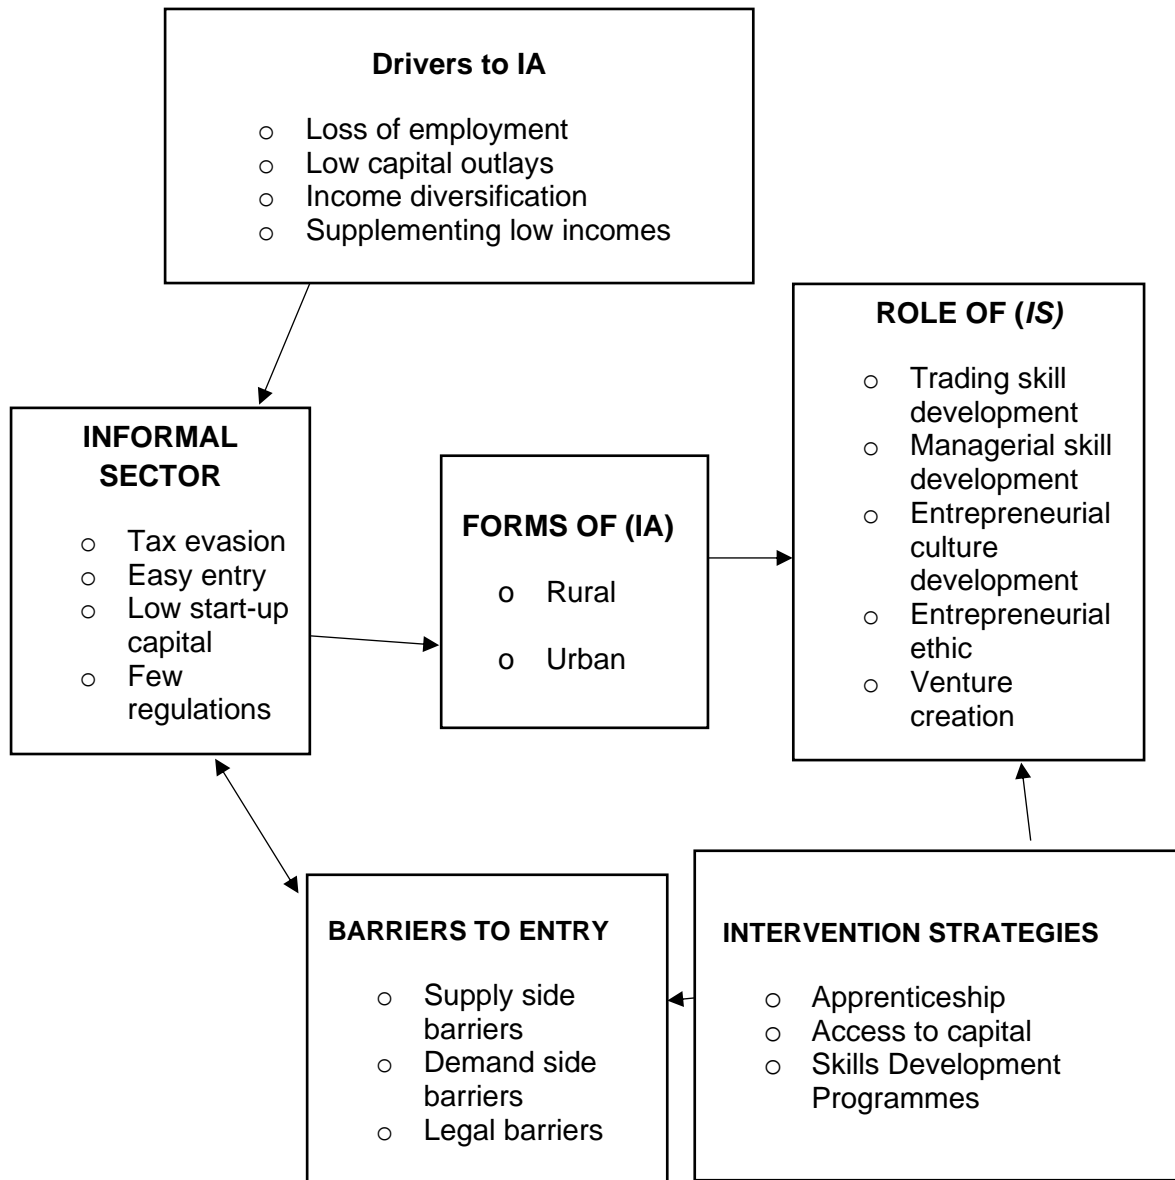 Drivers to IA
o Loss of employment
o Low capital outlays
o Income diversification
o Supplementing low incomes
ROLE OF (IS)
o Trading skill
development
o Managerial skill
development
o Entrepreneurial
culture
development
o Entrepreneurial
ethic
o Venture
creation
INFORMAL
SECTOR
o Tax evasion
o Easy entry
o Low start-up
capital
o Few
regulations
FORMS OF (IA)
o Rural
o Urban
BARRIERS TO ENTRY
o Supply side
barriers
o Demand side
barriers
o Legal barriers
INTERVENTION STRATEGIES
o Apprenticeship
o Access to capital
o Skills Development
Programmes